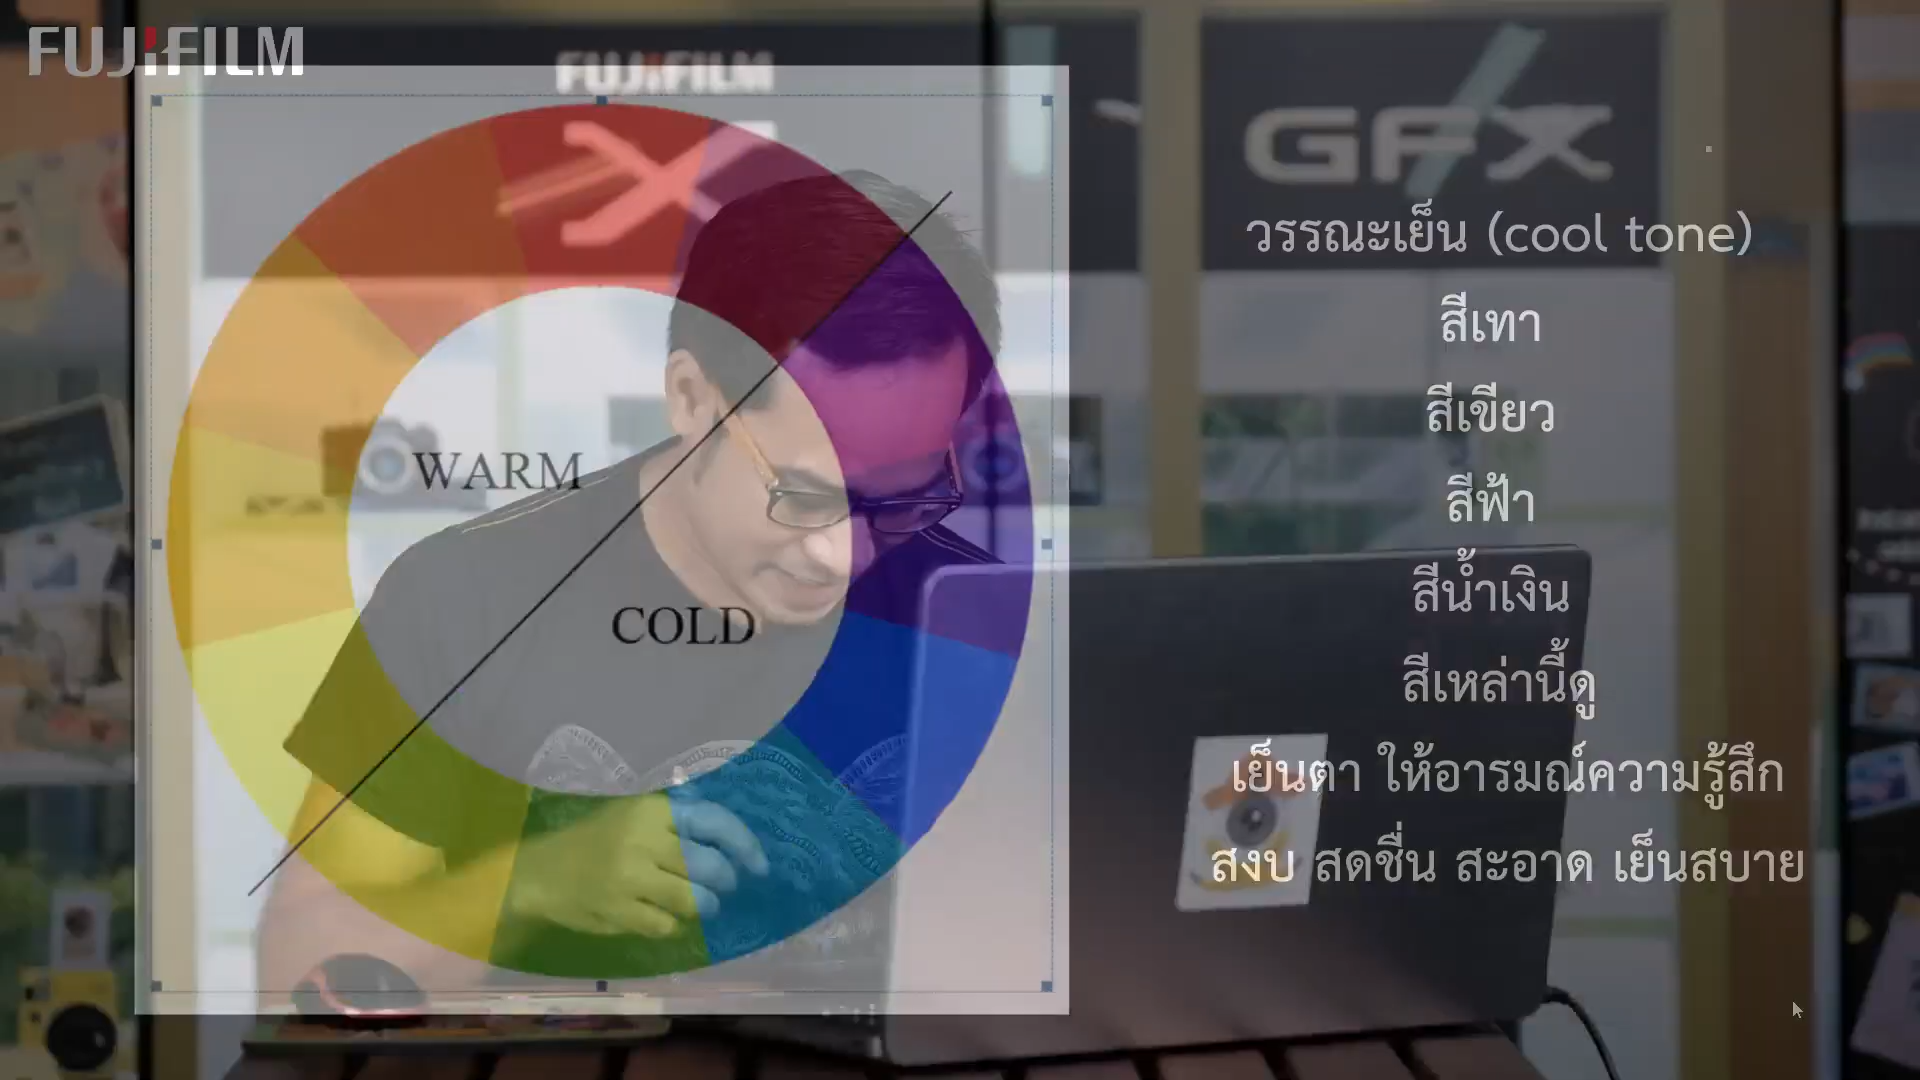 FUJIFILM
FUJIFILM
X
GFX
วรรณะเย็น (cool tone)
สีเทา
สีเขียว
สีฟ้า
สีน้ำเงิน
สีเหล่านี้ดู
เย็นตา ให้อารมณ์ความรู้สึก
สงบ สดชื่น สะอาด เย็นสบาย
WARM
COLD